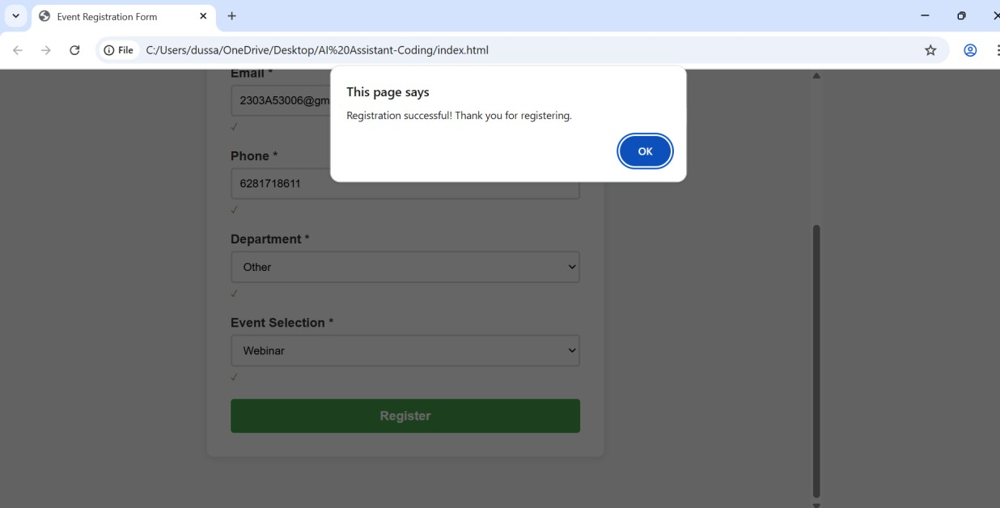 Event Registration Form
File
C:/Users/dussa/OneDrive/Desktop/AI%20Assistant-Coding/index.html
This page says
Registration successful! Thank you for registering.
OK
Email *
2303A53006@gm
✓
Phone *
6281718611
✓
Department *
Other
✓
Event Selection *
Webinar
✓
Register